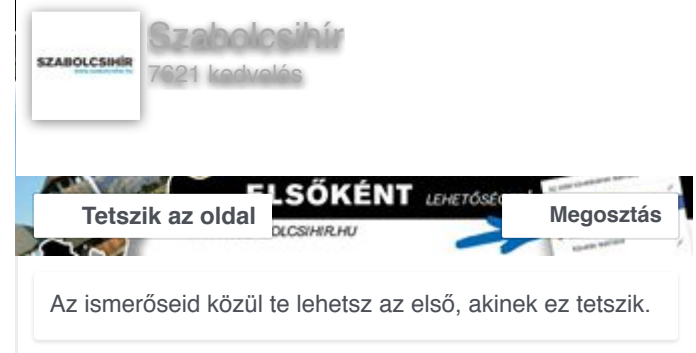 SZABOLCSIHÍR
Szabolcsihír
7621 kedvelés
ELSŐKÉNT
Tetszik az oldal
Megosztás
Az ismerőseid közül te lehetsz az első, akinek ez tetszik.